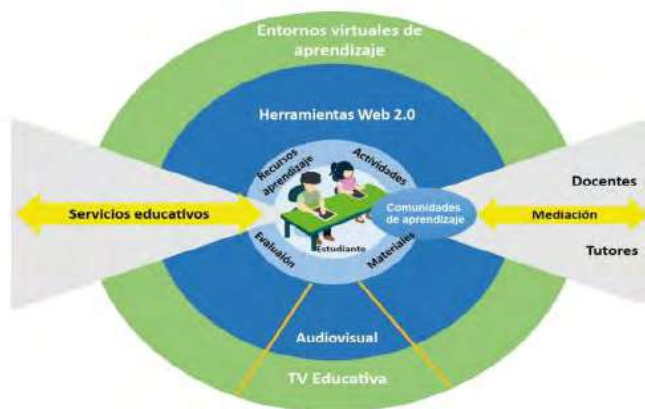 Entornos virtuales de
aprendizaje
Herramientas Web 2.0
Recursos
aprendizaje
Actividades
Docentes
Servicios educativos
Comunidades
de aprendizaje
Mediación
Estudiante
Evaluaión
Materiales
Tutores
Audiovisual
TV Educativa